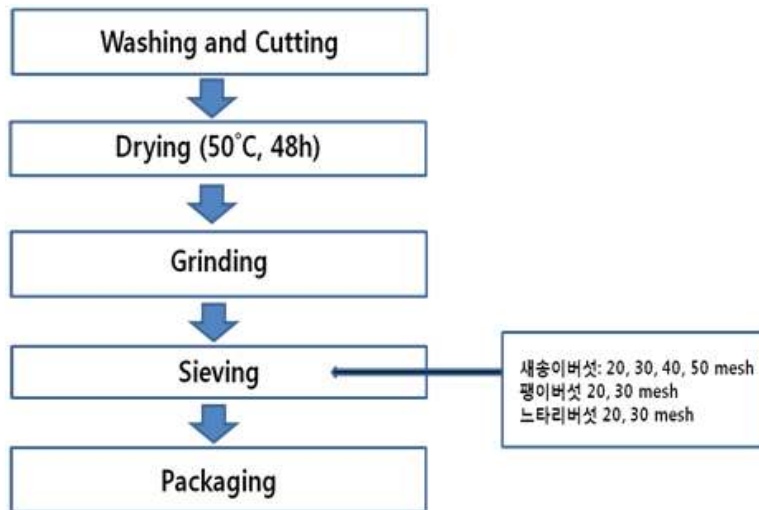 Washing and Cutting
Drying (50°C, 48h)
Grinding
Sieving
새송이버섯: 20, 30, 40, 50 mesh
팽이버섯 20, 30 mesh
느타리버섯 20, 30 mesh
Packaging